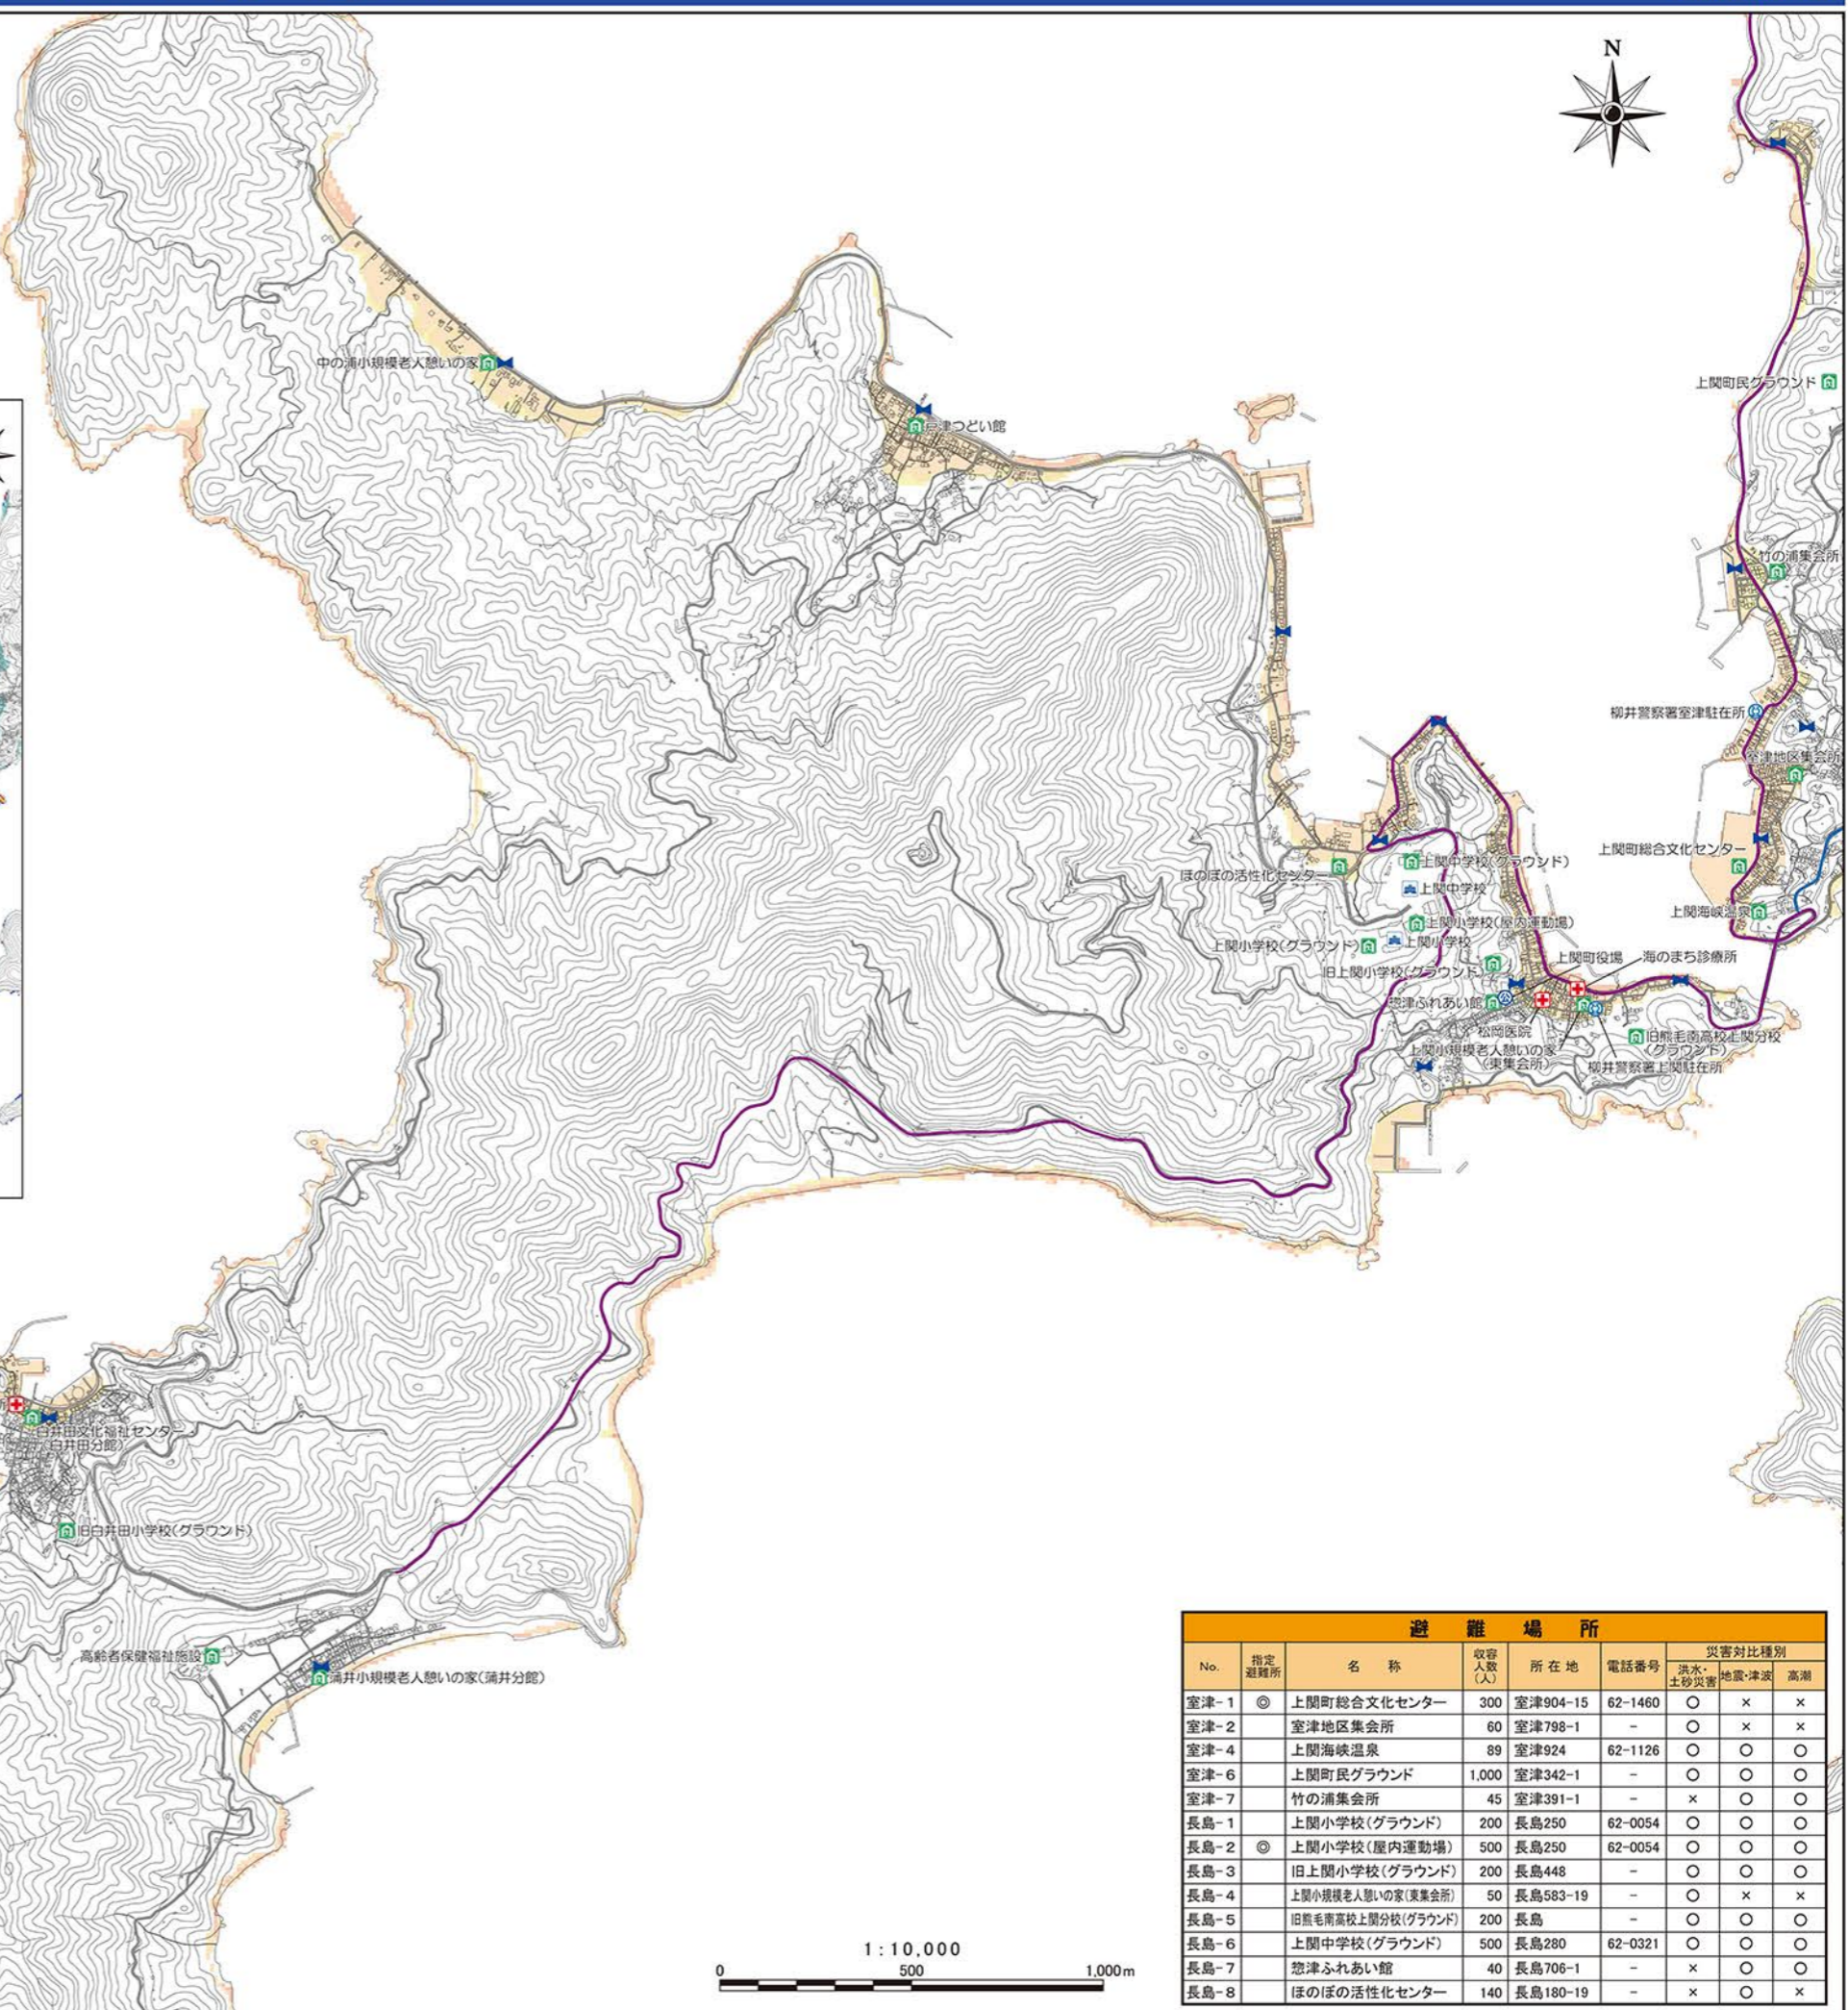 N
中の浦小規模老人憩いの家
戸津つどい館
上関町民グラウンド
竹の浦集会所
柳井警察署室津駐在所
室津地区集会所
上関町総合文化センター
上関海峡温泉
ほのぼの活性化センター
上関中学校(グラウンド)
上関中学校
上関小学校(屋内運動場)
上関小学校(グラウンド)
上関小学校
旧上関小学校(グラウンド)
上関町役場
海のまち診療所
惣津ふれあい館
松岡医院
上関小規模老人憩いの家
(東集会所)
旧熊毛南高校上関分校
(グラウンド)
柳井警察署上関駐在所
白井田文化福祉センター
(白井田分館)
旧白井田小学校(グラウンド)
高齢者保健福祉施設
蒲井小規模老人憩いの家(蒲井分館)
1:10,000
0 500 1,000m
避難場所
No. 指定避難所 名称 収容人数(人) 所在地 電話番号 災害対比種別
洪水・土砂災害 地震・津波 高潮
室津-1 ◎ 上関町総合文化センター 300 室津904-15 62-1460 ○ × ×
室津-2 室津地区集会所 60 室津798-1 - ○ × ×
室津-4 上関海峡温泉 89 室津924 62-1126 ○ ○ ○
室津-6 上関町民グラウンド 1,000 室津342-1 - ○ ○ ○
室津-7 竹の浦集会所 45 室津391-1 - × ○ ○
長島-1 上関小学校(グラウンド) 200 長島250 62-0054 ○ ○ ○
長島-2 ◎ 上関小学校(屋内運動場) 500 長島250 62-0054 ○ ○ ○
長島-3 旧上関小学校(グラウンド) 200 長島448 - ○ ○ ○
長島-4 上関小規模老人憩いの家(東集会所) 50 長島583-19 - ○ × ×
長島-5 旧熊毛南高校上関分校(グラウンド) 200 長島 - ○ ○ ○
長島-6 上関中学校(グラウンド) 500 長島280 62-0321 ○ ○ ○
長島-7 惣津ふれあい館 40 長島706-1 - × ○ ○
長島-8 ほのぼの活性化センター 140 長島180-19 - × ○ ×